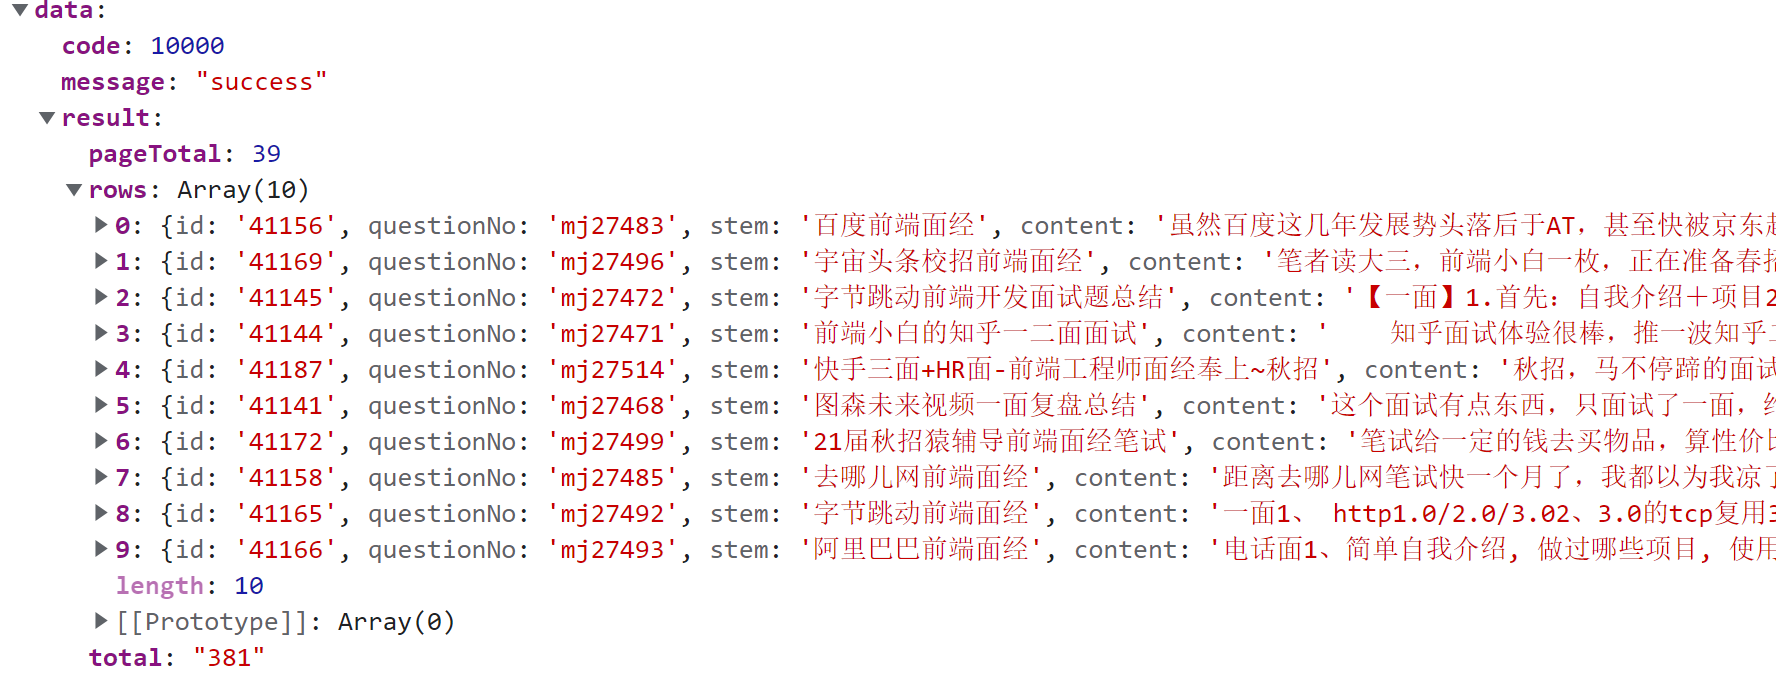 data:
code: 10000
message: "success"
result:
pageTotal: 39
rows: Array(10)
0: {id: '41156', questionNo: 'mj27483', stem: '百度前端面经', content: '虽然百度这几年发展势头落后于AT，甚至快被京东
1: {id: '41169', questionNo: 'mj27496', stem: '宇宙头条校招前端面经', content: '笔者读大三，前端小白一枚，正在准备春招
2: {id: '41145', questionNo: 'mj27472', stem: '字节跳动前端开发面试题总结', content: '【一面】1.首先：自我介绍＋项目2
3: {id: '41144', questionNo: 'mj27471', stem: '前端小白的知乎一二面面试', content: '    知乎面试体验很棒，推一波知乎
4: {id: '41187', questionNo: 'mj27514', stem: '快手三面+HR面-前端工程师面经奉上~秋招', content: '秋招，马不停蹄的面试
5: {id: '41141', questionNo: 'mj27468', stem: '图森未来视频一面复盘总结', content: '这个面试有点东西，只面试了一面，
6: {id: '41172', questionNo: 'mj27499', stem: '21届秋招猿辅导前端面经笔试', content: '笔试给一定的钱去买物品，算性价比
7: {id: '41158', questionNo: 'mj27485', stem: '去哪儿网前端面经', content: '距离去哪儿网笔试快一个月了，我都以为我凉了
8: {id: '41165', questionNo: 'mj27492', stem: '字节跳动前端面经', content: '一面1、 http1.0/2.0/3.02、3.0的tcp复用3
9: {id: '41166', questionNo: 'mj27493', stem: '阿里巴巴前端面经', content: '电话面1、简单自我介绍, 做过哪些项目, 使用
length: 10
[[Prototype]]: Array(0)
total: "381"